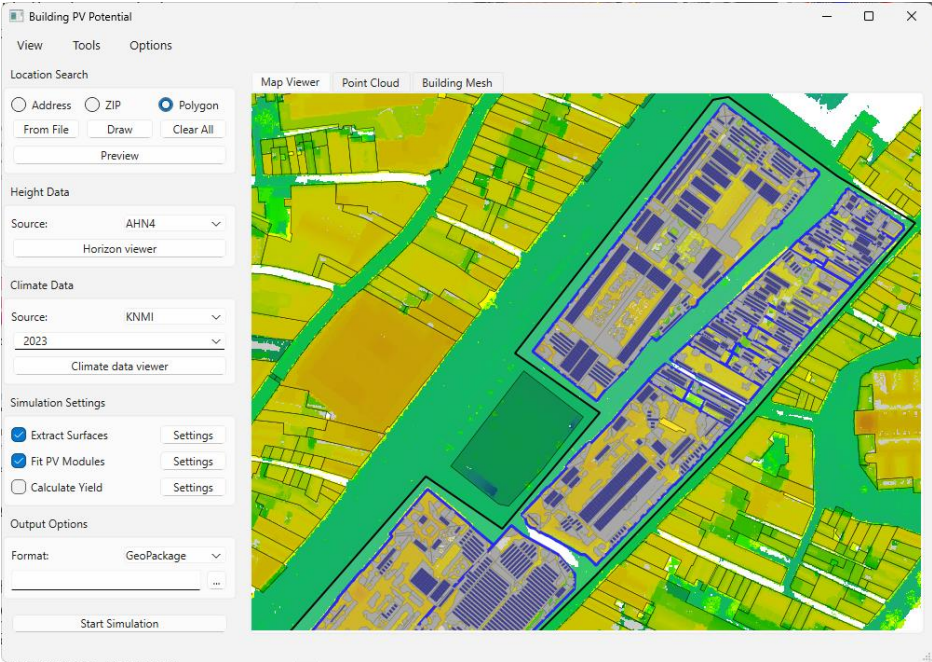 Building PV Potential
View Tools Options
Location Search
Map Viewer Point Cloud Building Mesh
Address ZIP Polygon
From File Draw Clear All
Preview
Height Data
Source: AHN4
Horizon viewer
Climate Data
Source: KNMI
2023
Climate data viewer
Simulation Settings
Extract Surfaces Settings
Fit PV Modules Settings
Calculate Yield Settings
Output Options
Format: GeoPackage
...
Start Simulation